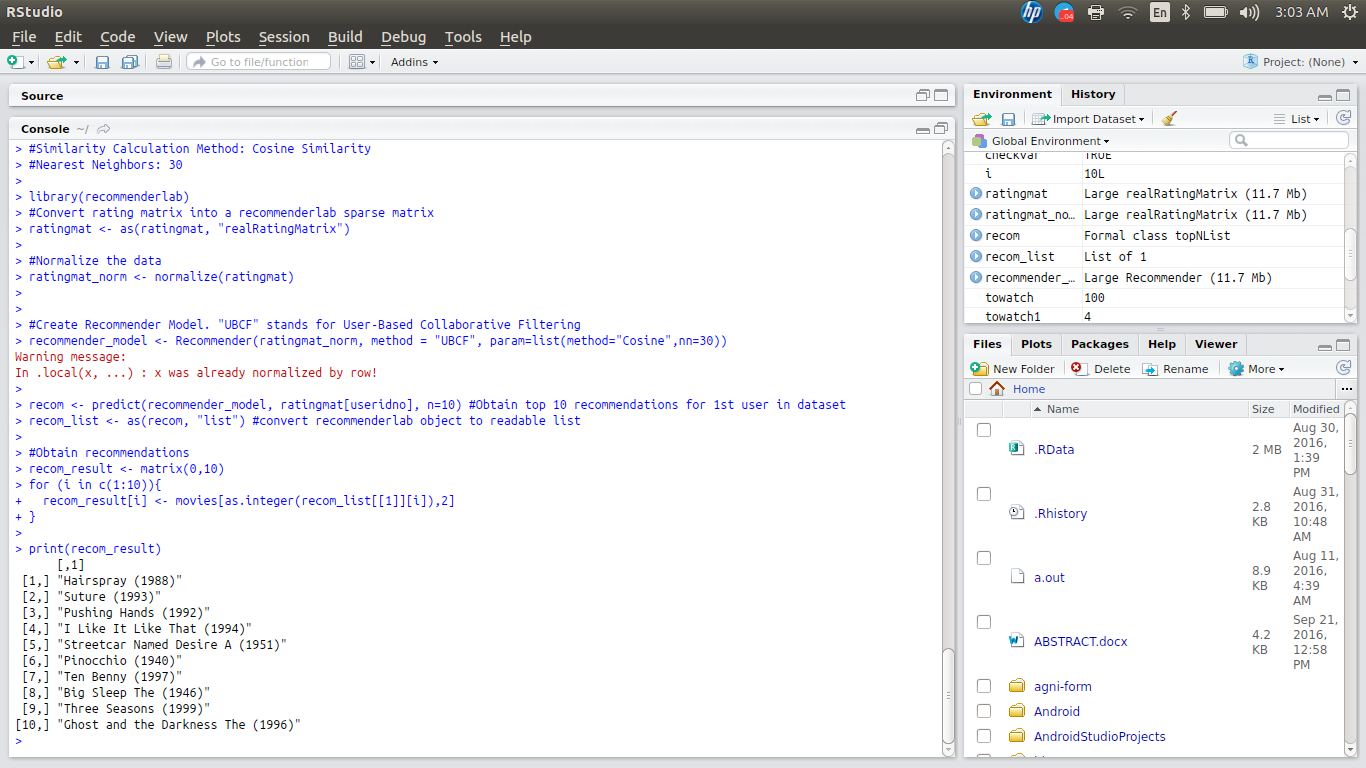 RStudio
En 3:03 AM
File Edit Code View Plots Session Build Debug Tools Help
Go to file/function Addins Project: (None)
Source
Console ~/
> #Similarity Calculation Method: Cosine Similarity
> #Nearest Neighbors: 30
>
> library(recommenderlab)
> #Convert rating matrix into a recommenderlab sparse matrix
> ratingmat <- as(ratingmat, "realRatingMatrix")
>
> #Normalize the data
> ratingmat_norm <- normalize(ratingmat)
>
>
> #Create Recommender Model. "UBCF" stands for User-Based Collaborative Filtering
> recommender_model <- Recommender(ratingmat_norm, method = "UBCF", param=list(method="Cosine",nn=30))
Warning message:
In .local(x, ...) : x was already normalized by row!
>
> recom <- predict(recommender_model, ratingmat[useridno], n=10) #Obtain top 10 recommendations for 1st user in dataset
> recom_list <- as(recom, "list") #convert recommenderlab object to readable list
>
> #Obtain recommendations
> recom_result <- matrix(0,10)
> for (i in c(1:10)){
+   recom_result[i] <- movies[as.integer(recom_list[[1]][i]),2]
+ }
>
> print(recom_result)
      [,1]
 [1,] "Hairspray (1988)"
 [2,] "Suture (1993)"
 [3,] "Pushing Hands (1992)"
 [4,] "I Like It Like That (1994)"
 [5,] "Streetcar Named Desire A (1951)"
 [6,] "Pinocchio (1940)"
 [7,] "Ten Benny (1997)"
 [8,] "Big Sleep The (1946)"
 [9,] "Three Seasons (1999)"
[10,] "Ghost and the Darkness The (1996)"
>
Environment History
Import Dataset List
Global Environment
checkval TRUE
i 10L
ratingmat Large realRatingMatrix (11.7 Mb)
ratingmat_no… Large realRatingMatrix (11.7 Mb)
recom Formal class topNList
recom_list List of 1
recommender_… Large Recommender (11.7 Mb)
towatch 100
towatch1 4
Files Plots Packages Help Viewer
New Folder Delete Rename More
Home ...
Name Size Modified
.RData 2 MB Aug 30, 2016, 1:39 PM
.Rhistory 2.8 KB Aug 31, 2016, 10:48 AM
a.out 8.9 KB Aug 11, 2016, 4:39 AM
ABSTRACT.docx 4.2 KB Sep 21, 2016, 12:58 PM
agni-form
Android
AndroidStudioProjects